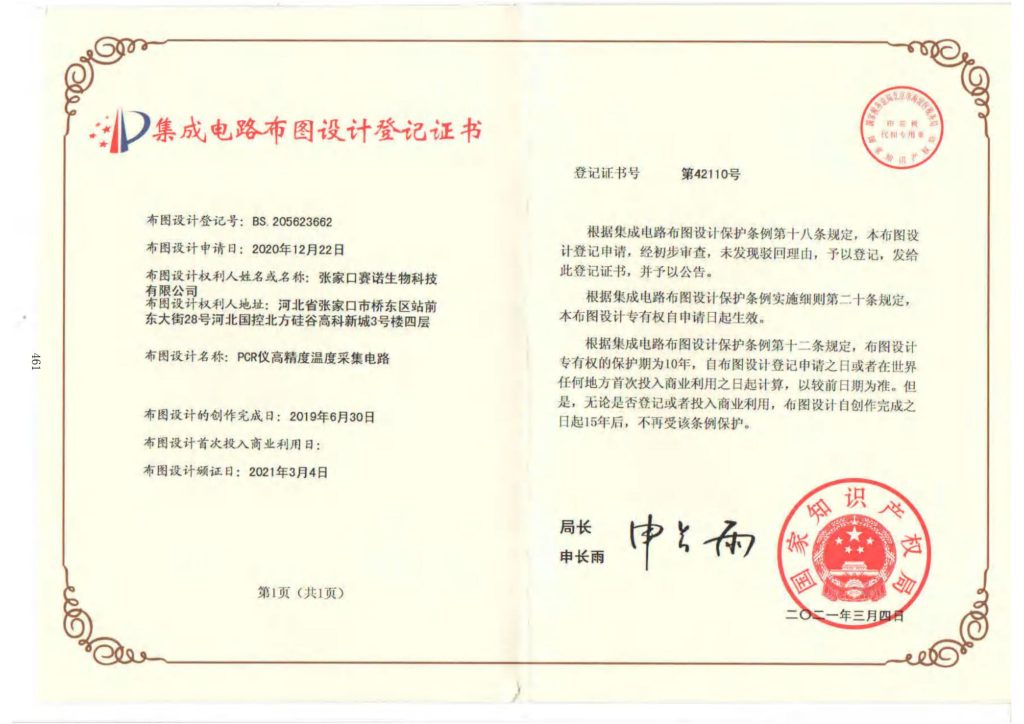 集成电路布图设计登记证书
布图设计登记号：BS. 205623662
布图设计申请日：2020年12月22日
布图设计权利人姓名或名称：张家口赛诺生物科技
有限公司
布图设计权利人地址：河北省张家口市桥东区站前
东大街28号河北国控北方硅谷高科新城3号楼四层
布图设计名称：PCR仪高精度温度采集电路
布图设计的创作完成日：2019年6月30日
布图设计首次投入商业利用日：
布图设计颁证日：2021年3月4日
第1页（共1页）
461
登记证书号 第42110号
根据集成电路布图设计保护条例第十八条规定，本布图设
计登记申请，经初步审查，未发现驳回理由，予以登记，发给
此登记证书，并予以公告。
根据集成电路布图设计保护条例实施细则第二十条规定，
本布图设计专有权自申请日起生效。
根据集成电路布图设计保护条例第十二条规定，布图设计
专有权的保护期为10年，自布图设计登记申请之日或者在世界
任何地方首次投入商业利用之日起计算，以较前日期为准。但
是，无论是否登记或者投入商业利用，布图设计自创作完成之
日起15年后，不再受该条例保护。
局长
申长雨
申长雨
国家知识产权局
二〇二一年三月四日
印花税
代扣专用章
国家知识产权局